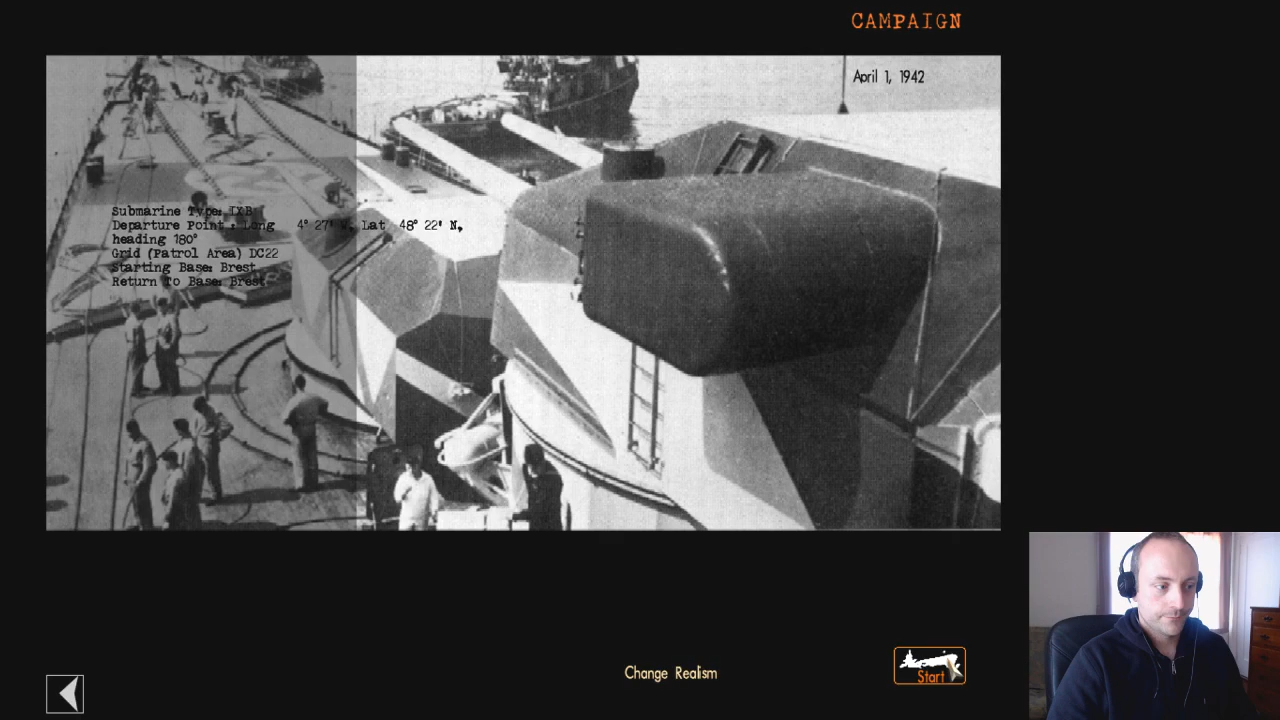 CAMPAIGN
April 1, 1942
Submarine Type: IXB
Departure Point : Long 4° 27' W, Lat 48° 22' N,
heading 180°
Grid (Patrol Area) DC22
Starting Base: Brest
Return To Base: Brest
Change Realism
Start